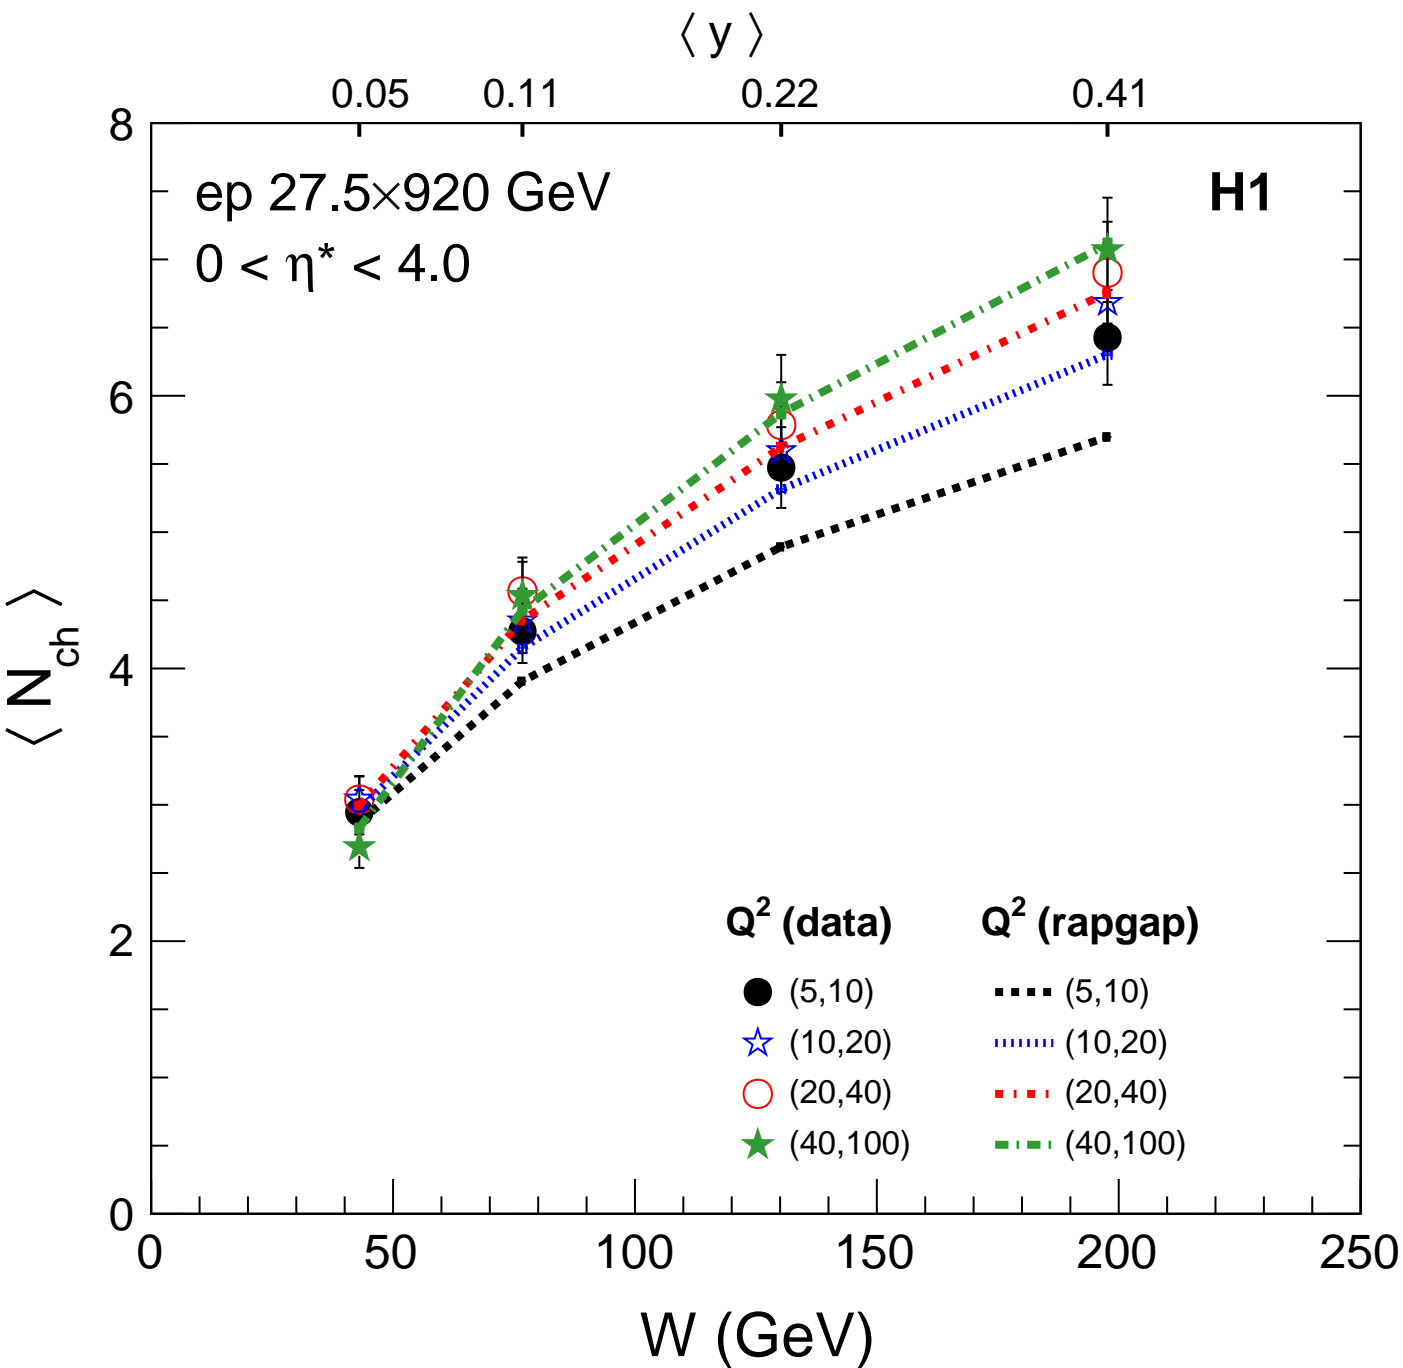 ⟨ y ⟩
0.05 0.11 0.22 0.41
ep 27.5×920 GeV
0 < η* < 4.0
H1
⟨ N_ch ⟩
8
6
4
2
0
Q² (data) Q² (rapgap)
(5,10) (5,10)
(10,20) (10,20)
(20,40) (20,40)
(40,100) (40,100)
0 50 100 150 200 250
W (GeV)